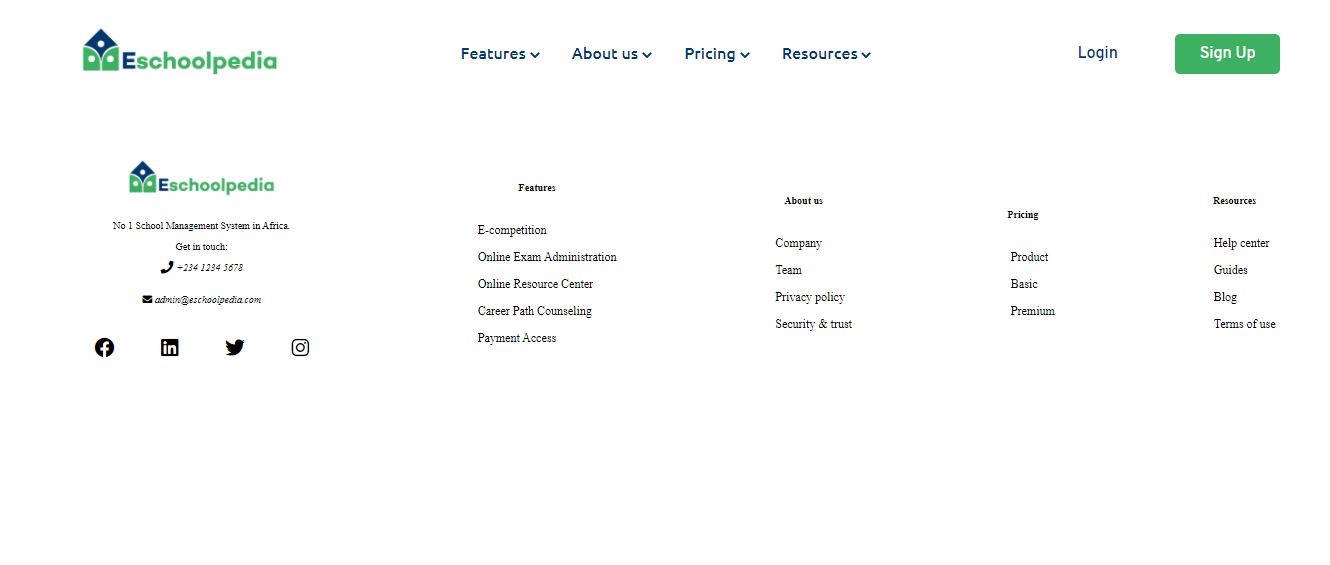 Eschoolpedia
Features
About us
Pricing
Resources
Login
Sign Up
Eschoolpedia
No 1 School Management System in Africa.
Get in touch:
+234 1234 5678
admin@eschoolpedia.com
Features
E-competition
Online Exam Administration
Online Resource Center
Career Path Counseling
Payment Access
About us
Company
Team
Privacy policy
Security & trust
Pricing
Product
Basic
Premium
Resources
Help center
Guides
Blog
Terms of use